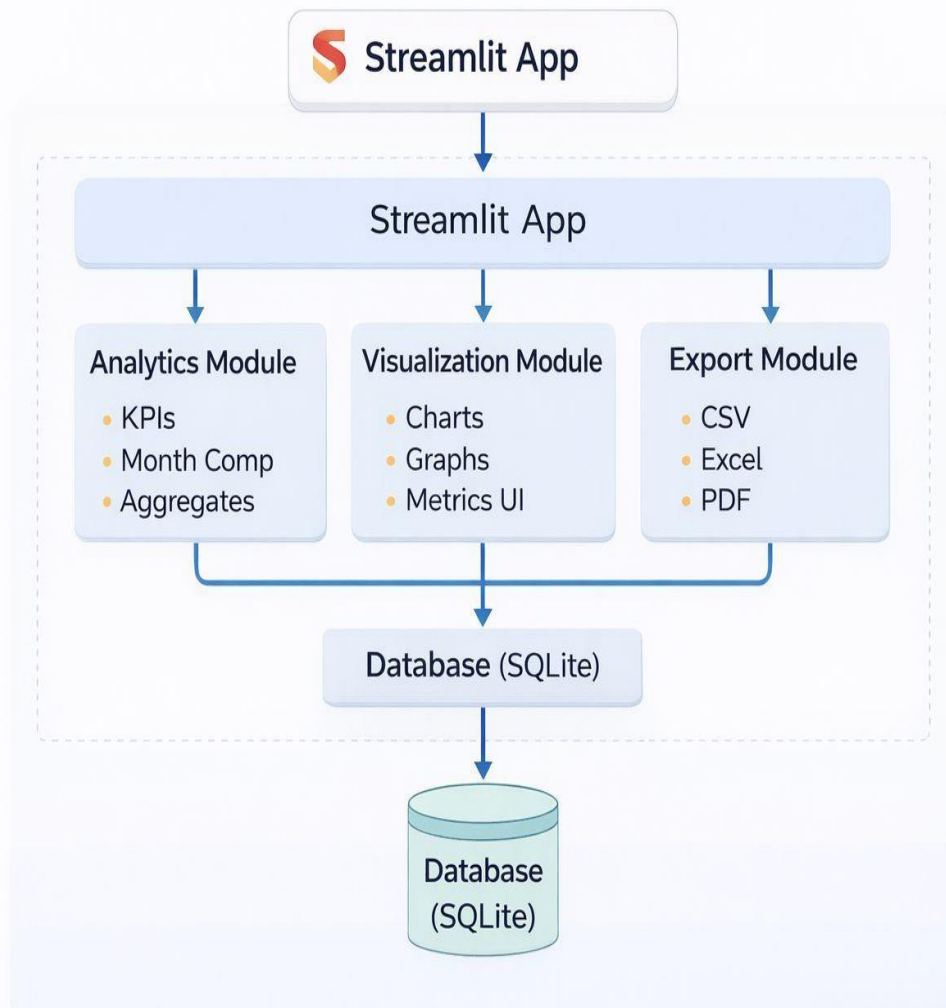 Streamlit App
Streamlit App
Analytics Module
• KPIs
• Month Comp
• Aggregates
Visualization Module
• Charts
• Graphs
• Metrics UI
Export Module
• CSV
• Excel
• PDF
Database (SQLite)
Database
(SQLite)